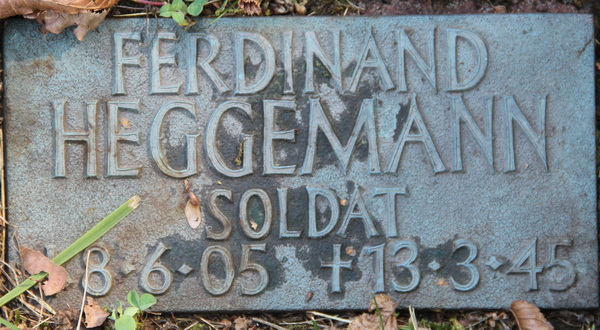 FERDINAND
HEGGEMANN
SOLDAT
8·6·05 †13·3·45